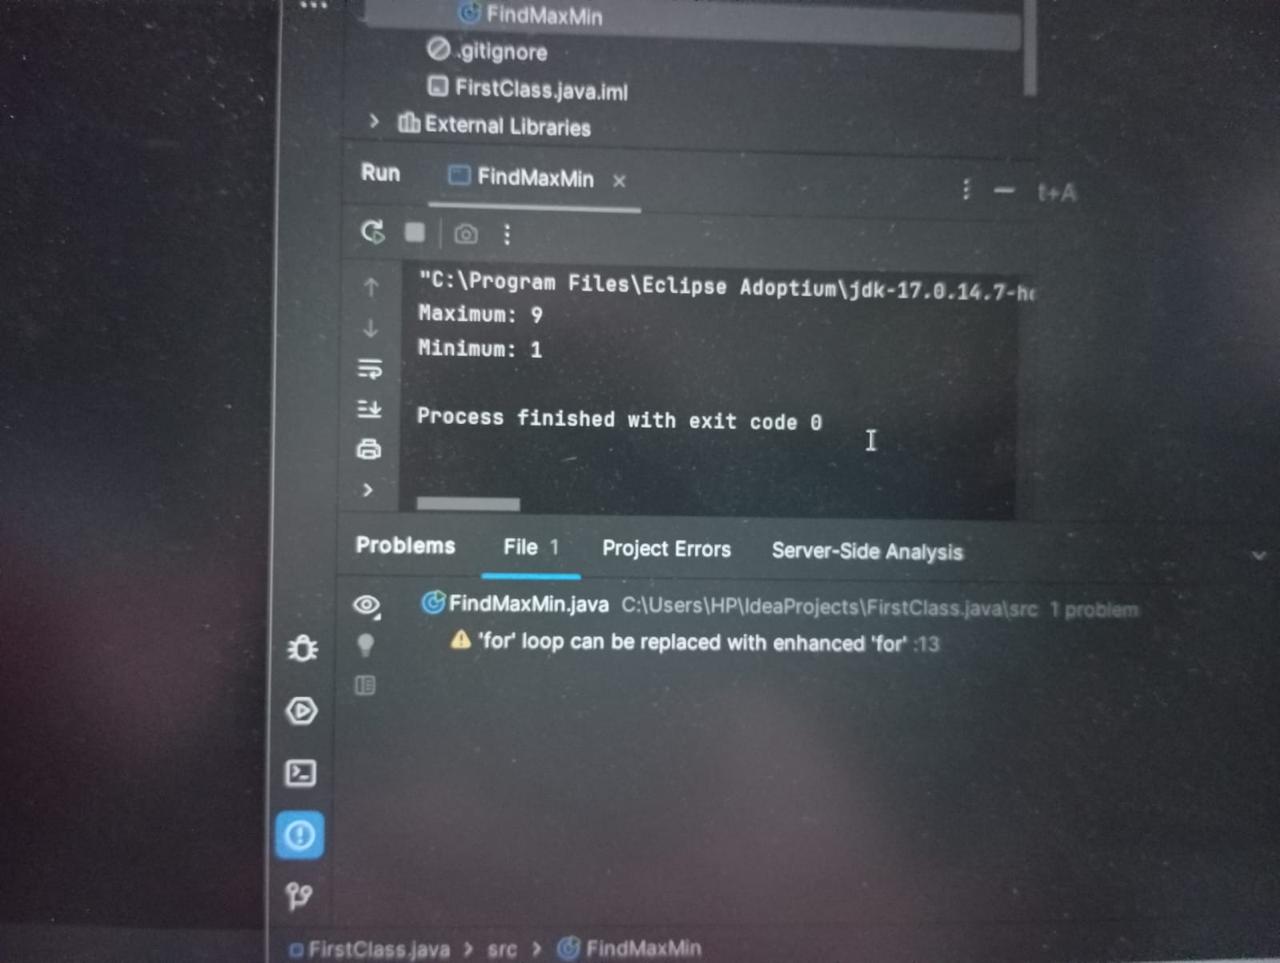 FindMaxMin
.gitignore
FirstClass.java.iml
External Libraries
Run FindMaxMin
t+A
"C:\Program Files\Eclipse Adoptium\jdk-17.0.14.7-ho
Maximum: 9
Minimum: 1
Process finished with exit code 0
Problems File 1 Project Errors Server-Side Analysis
FindMaxMin.java C:\Users\HP\IdeaProjects\FirstClass.java\src 1 problem
'for' loop can be replaced with enhanced 'for' :13
FirstClass.java > src > FindMaxMin